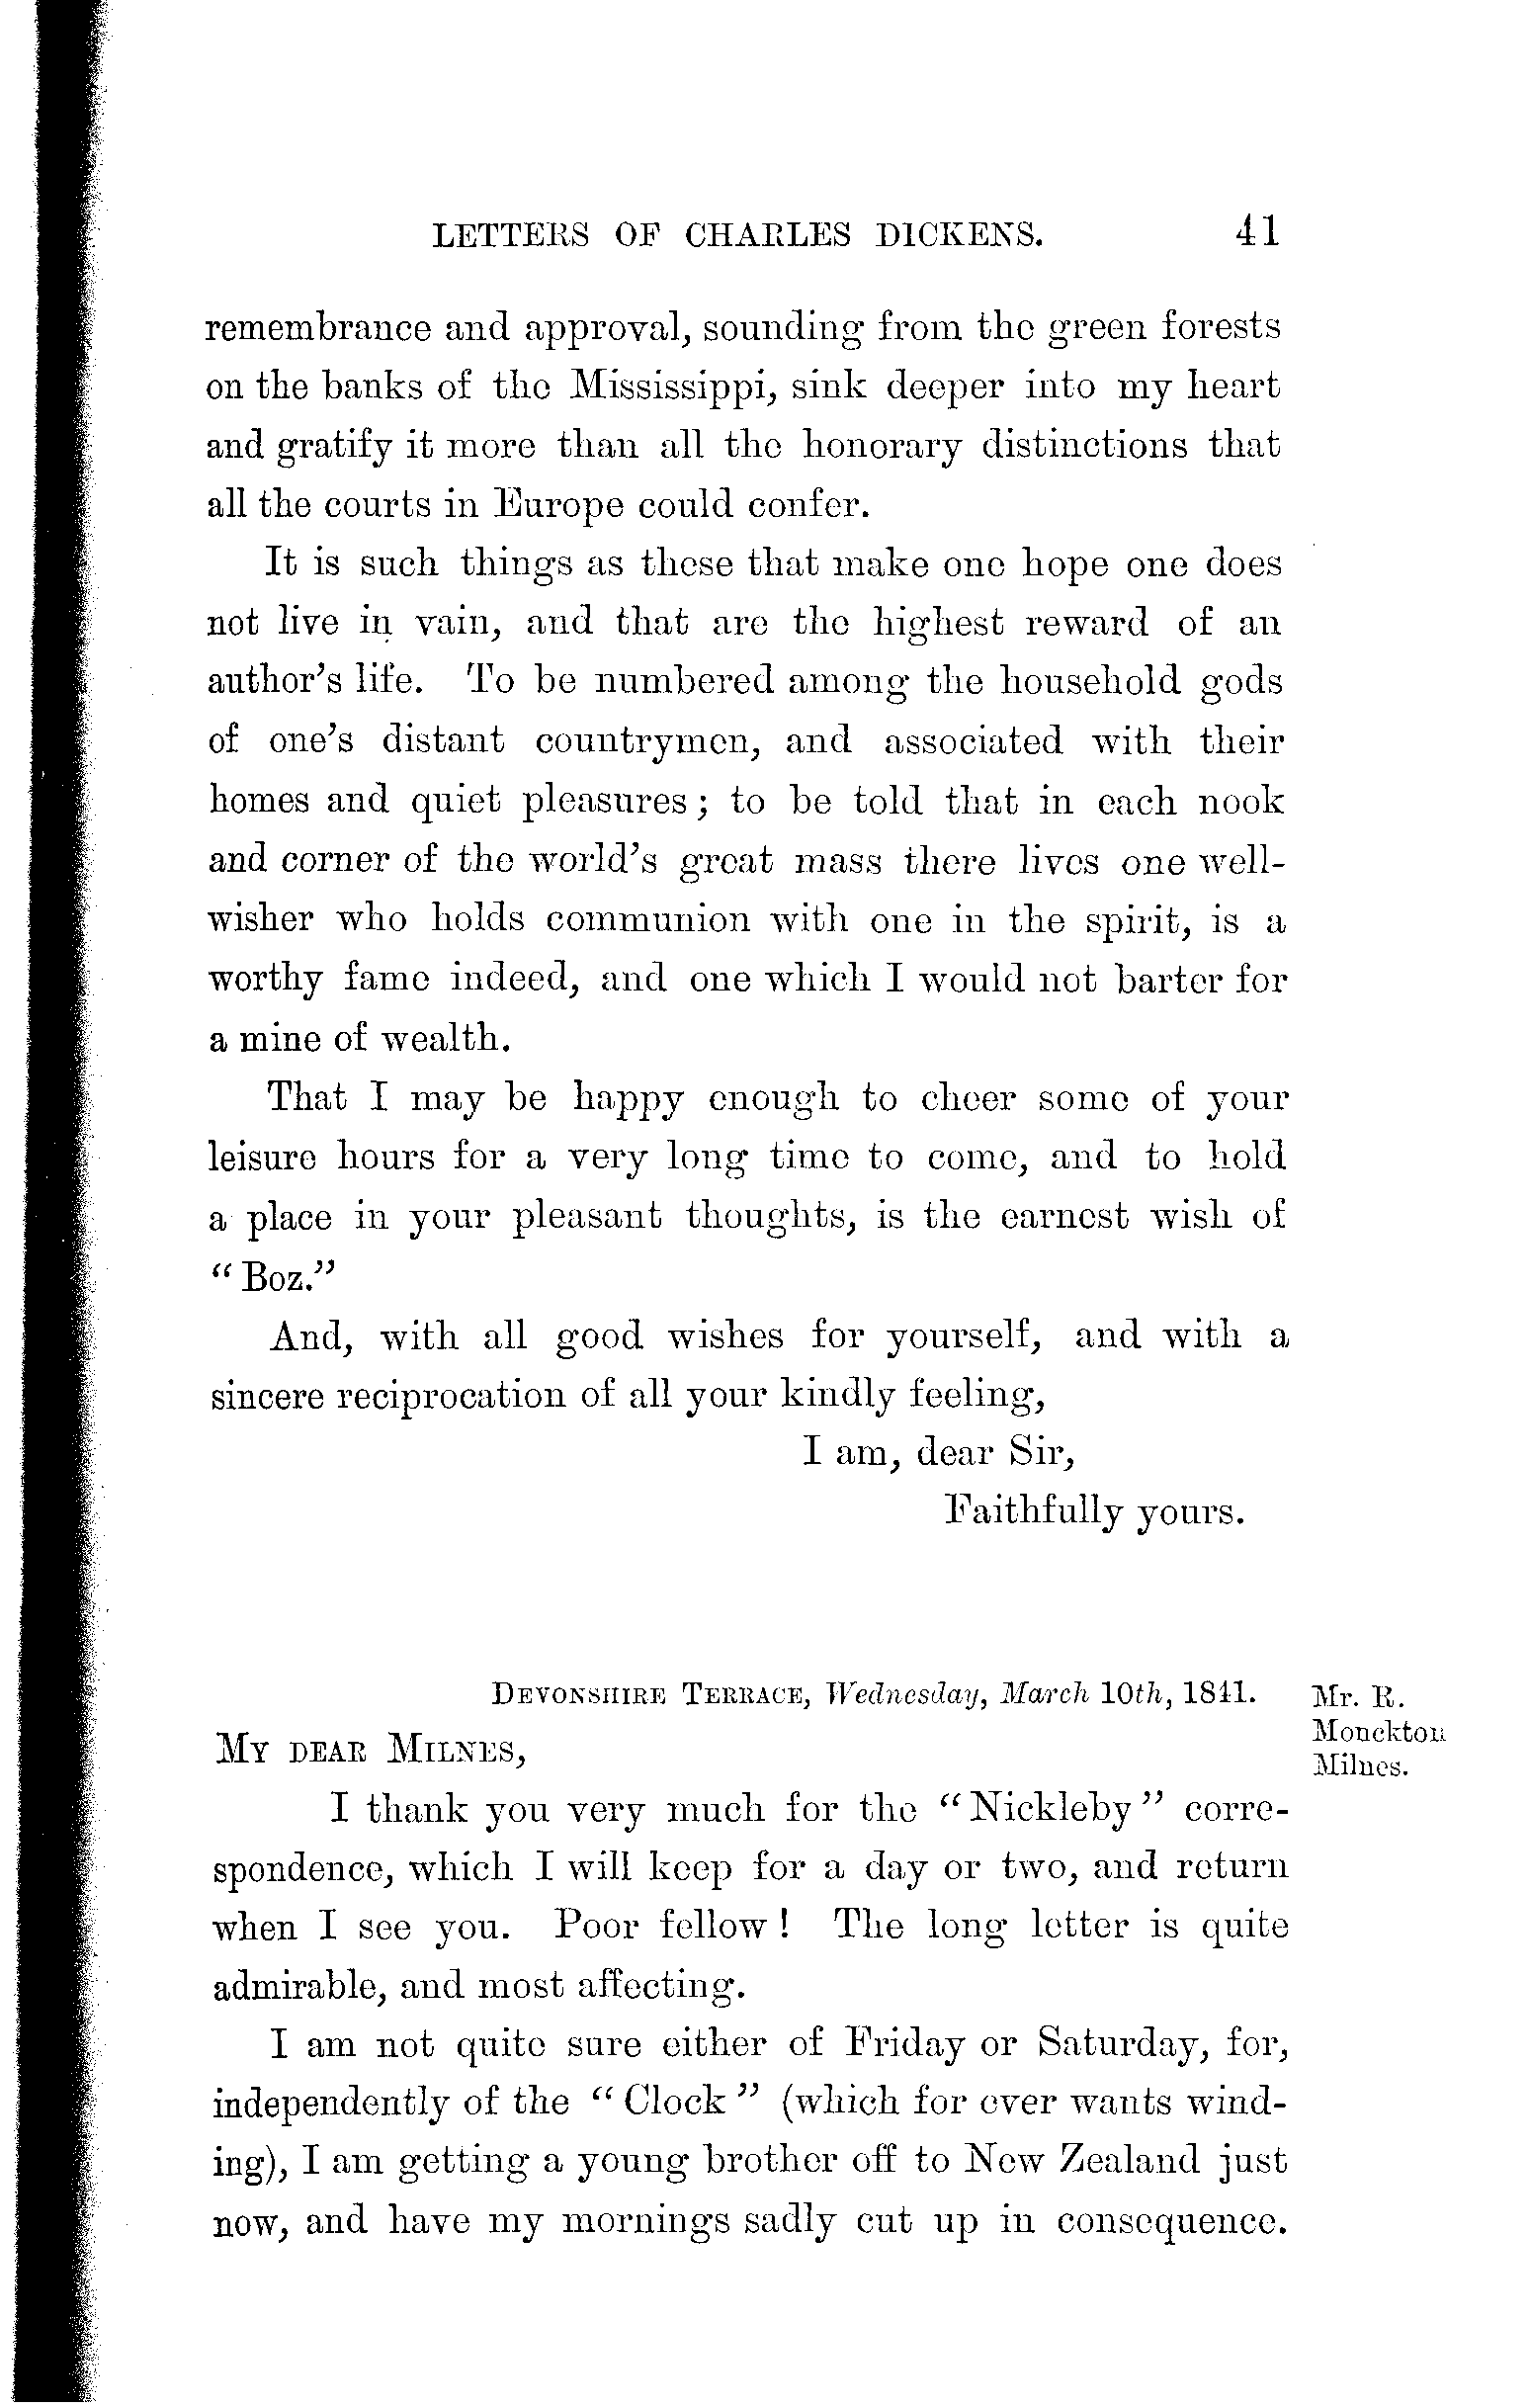 LETTERS OF CHARLES DICKENS. 41
remembrance and approval, sounding from the green forests
on the banks of the Mississippi, sink deeper into my heart
and gratify it more than all the honorary distinctions that
all the courts in Europe could confer.
It is such things as these that make one hope one does
not live in vain, and that are the highest reward of an
author's life. To be numbered among the household gods
of one's distant countrymen, and associated with their
homes and quiet pleasures; to be told that in each nook
and corner of the world's great mass there lives one well-
wisher who holds communion with one in the spirit, is a
worthy fame indeed, and one which I would not barter for
a mine of wealth.
That I may be happy enough to cheer some of your
leisure hours for a very long time to come, and to hold
a place in your pleasant thoughts, is the earnest wish of
"Boz."
And, with all good wishes for yourself, and with a
sincere reciprocation of all your kindly feeling,
I am, dear Sir,
Faithfully yours.
DEVONSHIRE TERRACE, Wednesday, March 10th, 1841.
Mr. R.
Monckton
Milnes.
MY DEAR MILNES,
I thank you very much for the "Nickleby" corre-
spondence, which I will keep for a day or two, and return
when I see you. Poor fellow! The long letter is quite
admirable, and most affecting.
I am not quite sure either of Friday or Saturday, for,
independently of the "Clock" (which for ever wants wind-
ing), I am getting a young brother off to New Zealand just
now, and have my mornings sadly cut up in consequence.